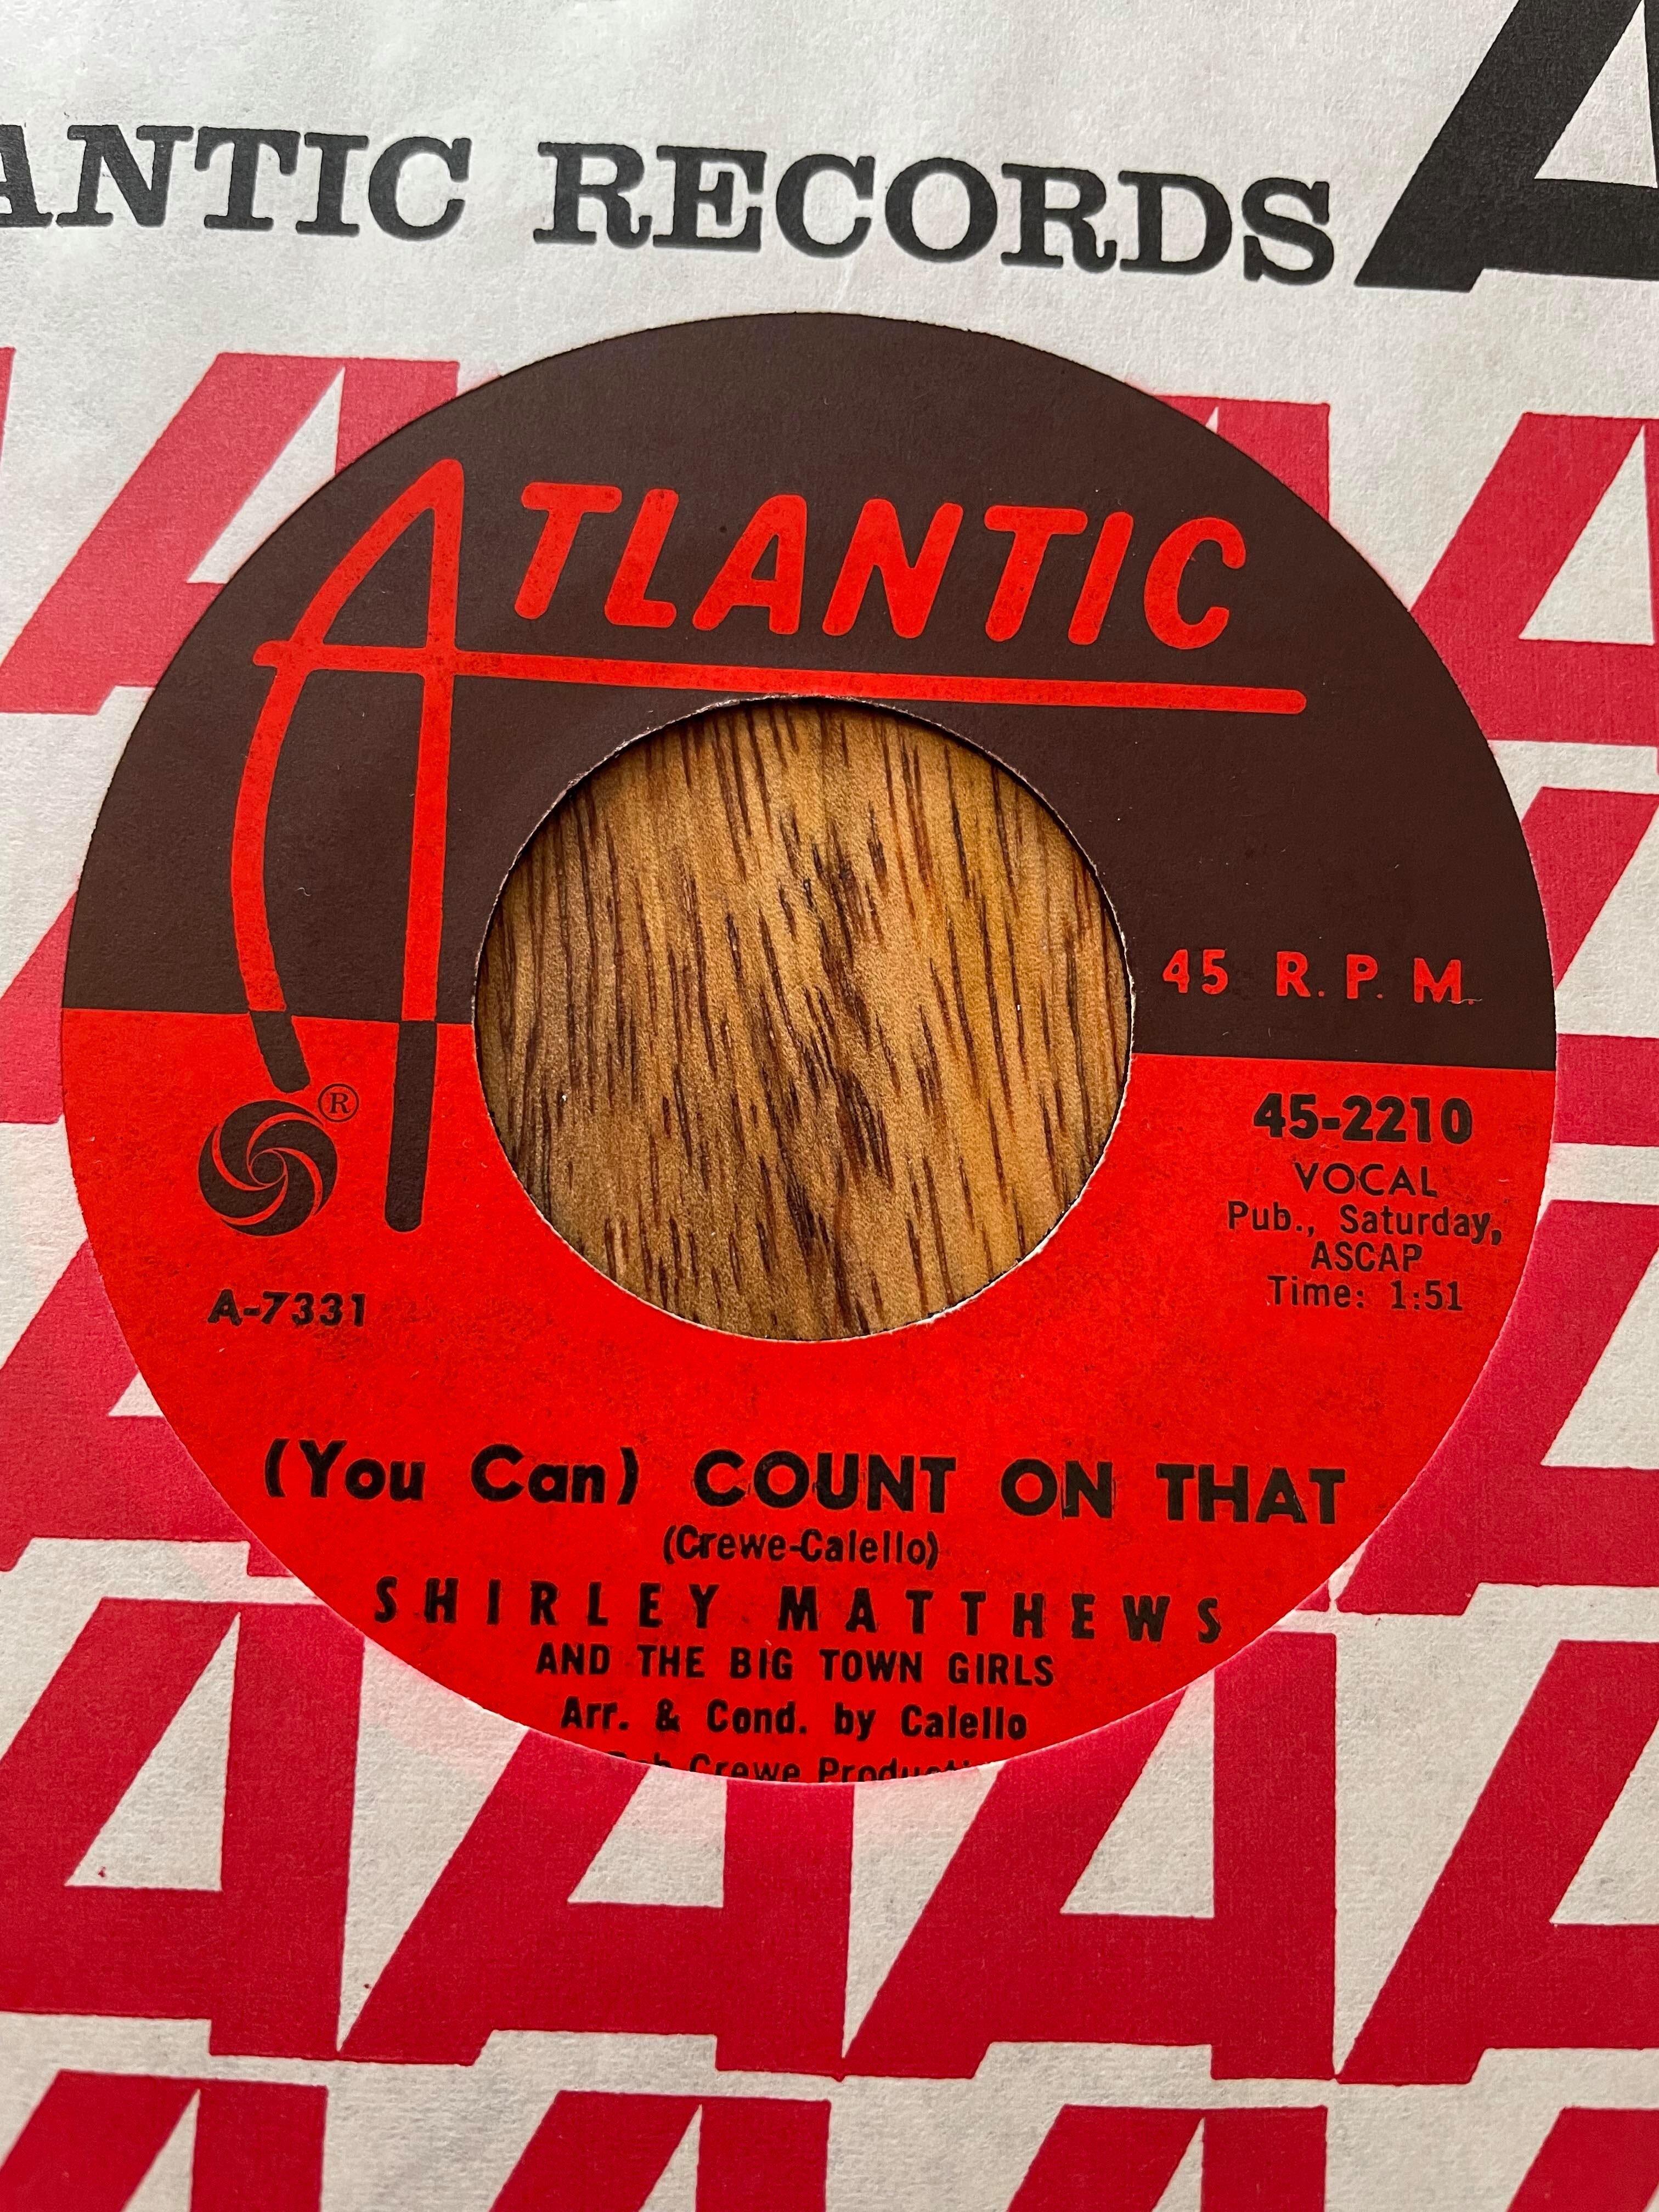 ANTIC RECORDS
ATLANTIC
45 R.P.M.
®
45-2210
VOCAL
Pub., Saturday,
ASCAP
Time: 1:51
A-7331
(You Can) COUNT ON THAT
(Crewe-Calello)
SHIRLEY MATTHEWS
AND THE BIG TOWN GIRLS
Arr. & Cond. by Calello
Crewe